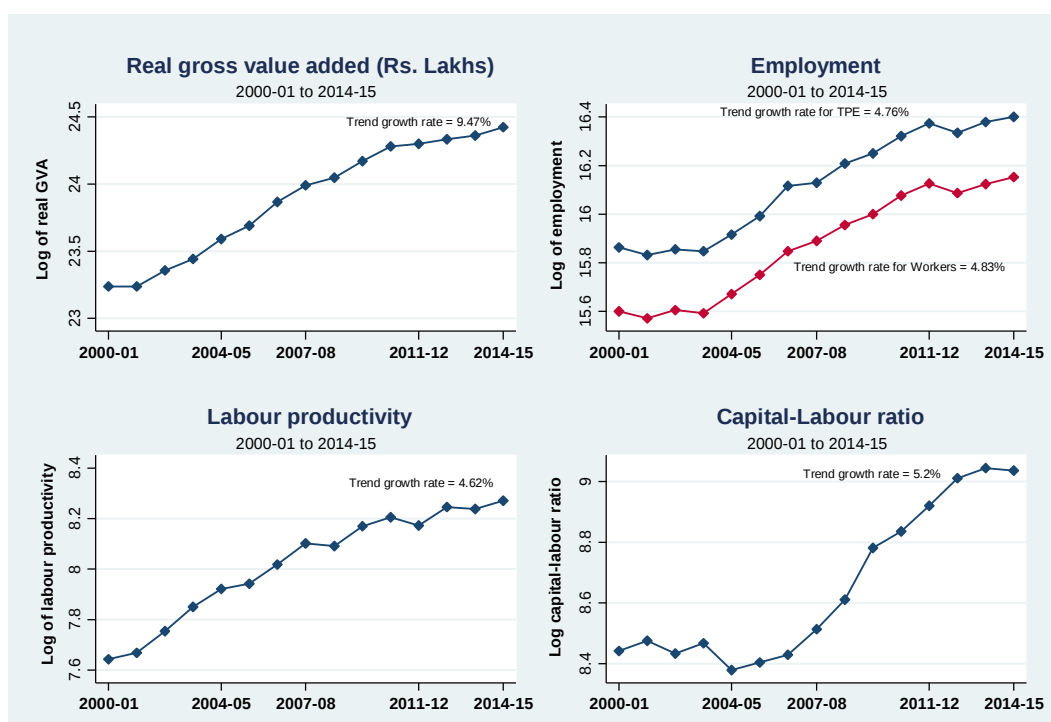 Real gross value added (Rs. Lakhs)
2000-01 to 2014-15
Trend growth rate = 9.47%
Log of real GVA
24.5
24
23.5
23
2000-01 2004-05 2007-08 2011-12 2014-15
Employment
2000-01 to 2014-15
Trend growth rate for TPE = 4.76%
Log of employment
16.4
16.2
16
15.8
15.6
Trend growth rate for Workers = 4.83%
2000-01 2004-05 2007-08 2011-12 2014-15
Labour productivity
2000-01 to 2014-15
Trend growth rate = 4.62%
Log of labour productivity
8.4
8.2
8
7.8
7.6
2000-01 2004-05 2007-08 2011-12 2014-15
Capital-Labour ratio
2000-01 to 2014-15
Trend growth rate = 5.2%
Log capital-labour ratio
9
8.8
8.6
8.4
2000-01 2004-05 2007-08 2011-12 2014-15